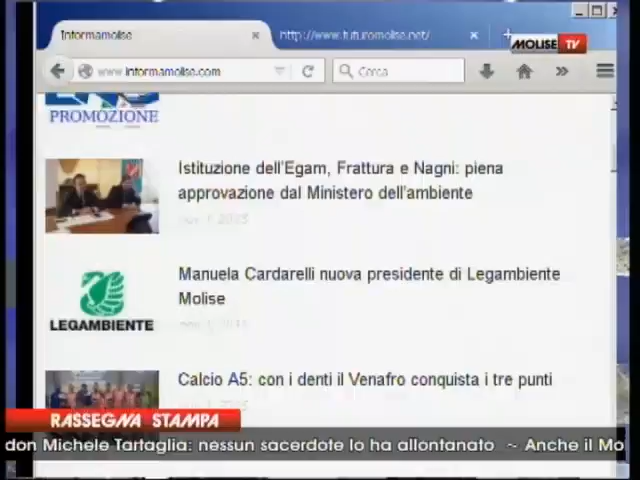 Informamolise
http://www.futuromolise.net/
MOLISE TV
www.informamolise.com
Cerca
PROMOZIONE
Istituzione dell'Egam, Frattura e Nagni: piena
approvazione dal Ministero dell'ambiente
Manuela Cardarelli nuova presidente di Legambiente
Molise
LEGAMBIENTE
Calcio A5: con i denti il Venafro conquista i tre punti
RASSEGNA STAMPA
don Michele Tartaglia: nessun sacerdote lo ha allontanato ~ Anche il Mo